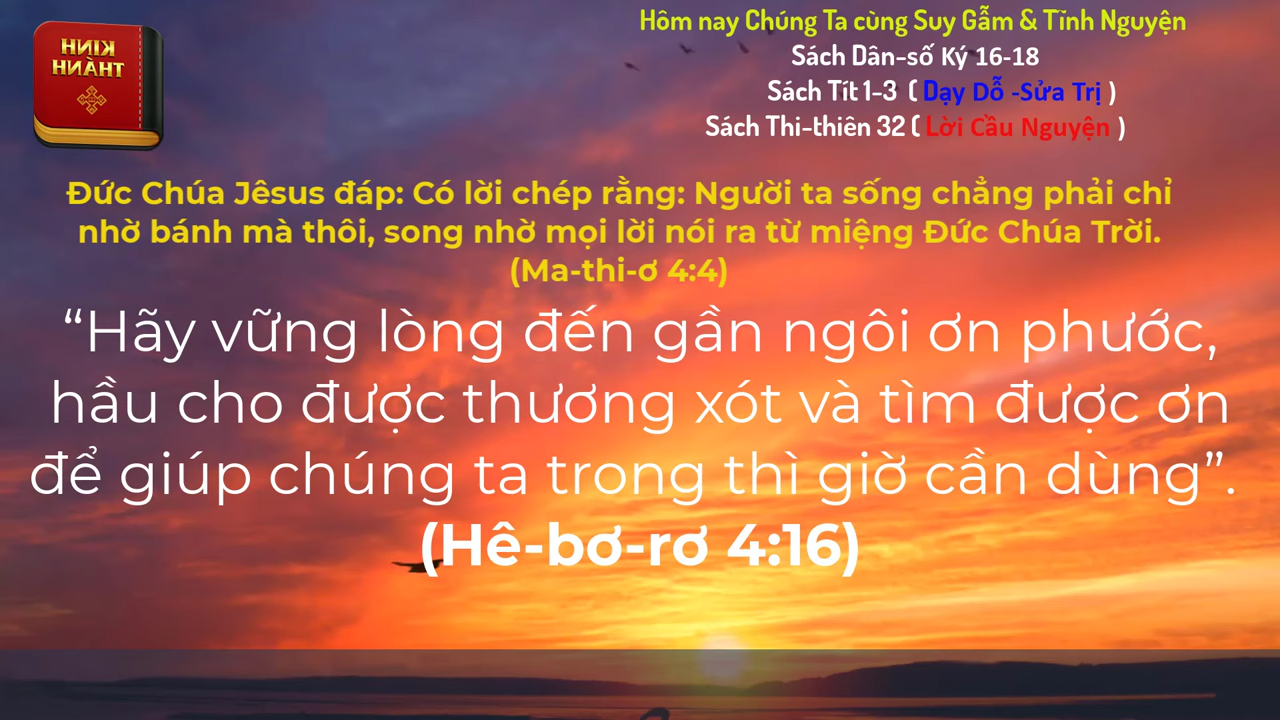 KINH
THÀNH
Hôm nay Chúng Ta cùng Suy Gẫm & Tĩnh Nguyện
Sách Dân-số Ký 16-18
Sách Tít 1-3 ( Dạy Dỗ -Sửa Trị )
Sách Thi-thiên 32 ( Lời Cầu Nguyện )
Đức Chúa Jêsus đáp: Có lời chép rằng: Người ta sống chẳng phải chỉ
nhờ bánh mà thôi, song nhờ mọi lời nói ra từ miệng Đức Chúa Trời.
(Ma-thi-ơ 4:4)
“Hãy vững lòng đến gần ngôi ơn phước,
hầu cho được thương xót và tìm được ơn
để giúp chúng ta trong thì giờ cần dùng”.
(Hê-bơ-rơ 4:16)